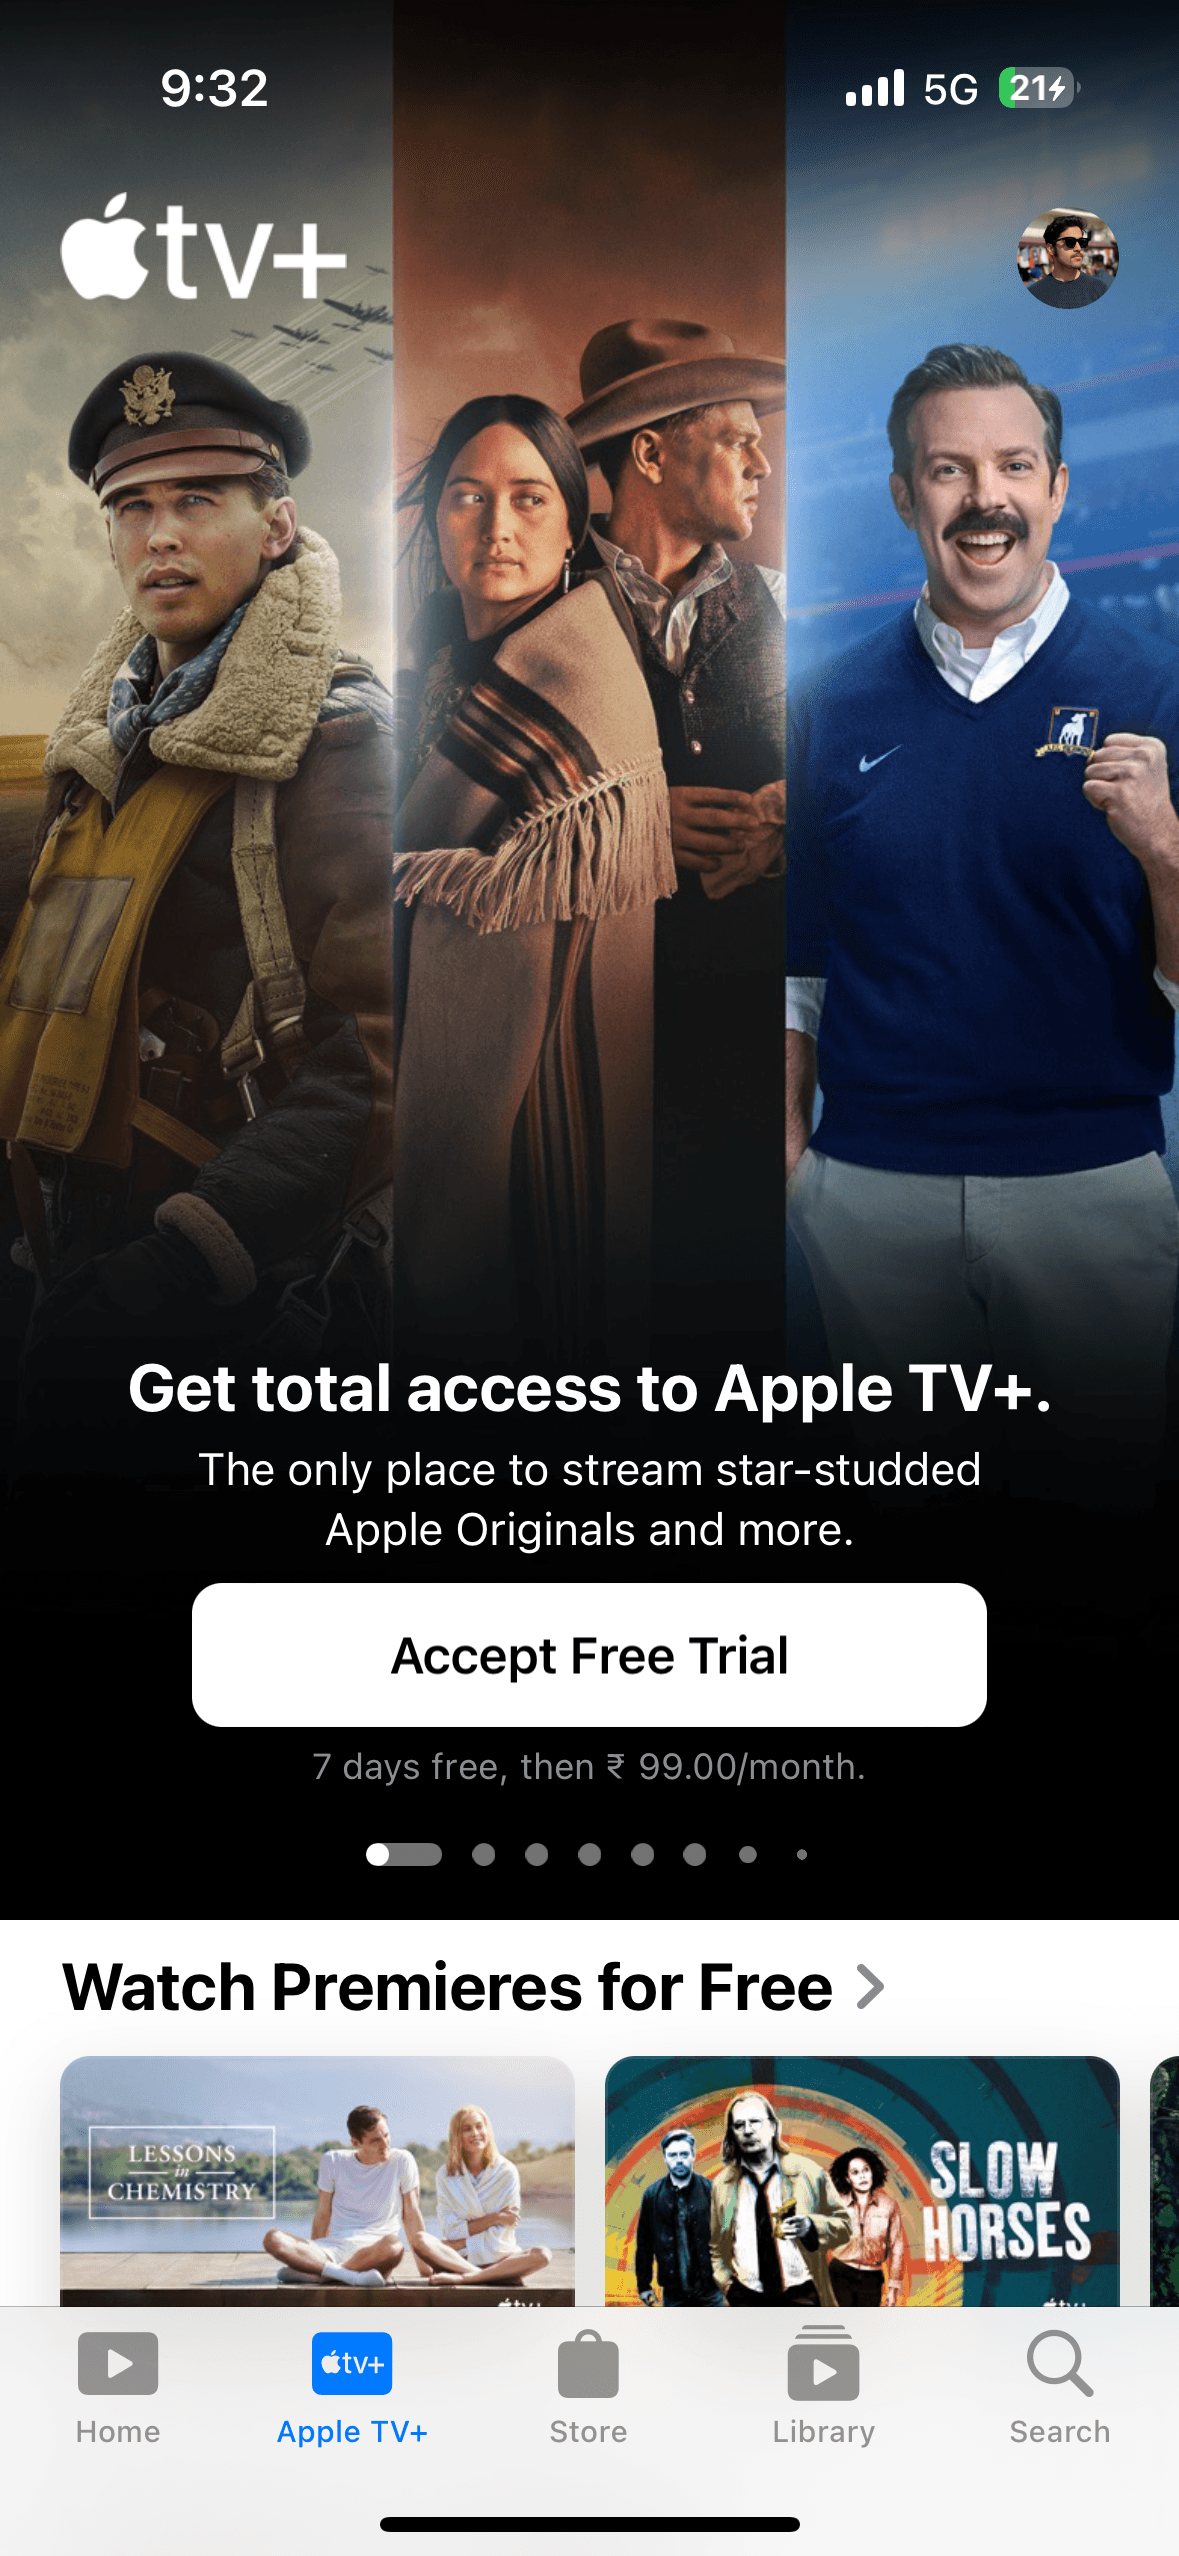 9:32
5G
21
tv+
Get total access to Apple TV+.
The only place to stream star-studded
Apple Originals and more.
Accept Free Trial
7 days free, then ₹ 99.00/month.
Watch Premieres for Free
LESSONS
in
CHEMISTRY
SLOW
HORSES
tv+
Home
Apple TV+
Store
Library
Search